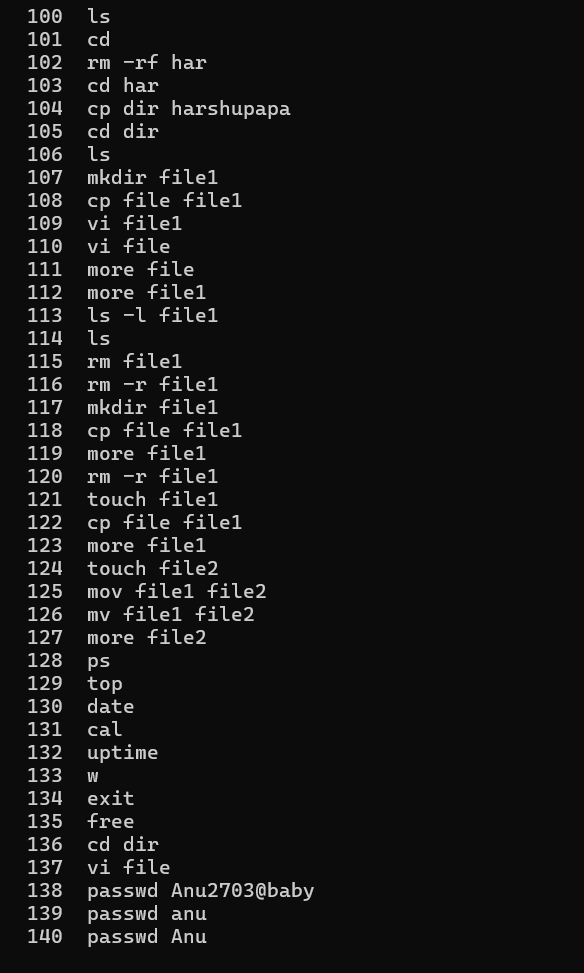 100 ls
101 cd
102 rm -rf har
103 cd har
104 cp dir harshupapa
105 cd dir
106 ls
107 mkdir file1
108 cp file file1
109 vi file1
110 vi file
111 more file
112 more file1
113 ls -l file1
114 ls
115 rm file1
116 rm -r file1
117 mkdir file1
118 cp file file1
119 more file1
120 rm -r file1
121 touch file1
122 cp file file1
123 more file1
124 touch file2
125 mov file1 file2
126 mv file1 file2
127 more file2
128 ps
129 top
130 date
131 cal
132 uptime
133 w
134 exit
135 free
136 cd dir
137 vi file
138 passwd Anu2703@baby
139 passwd anu
140 passwd Anu